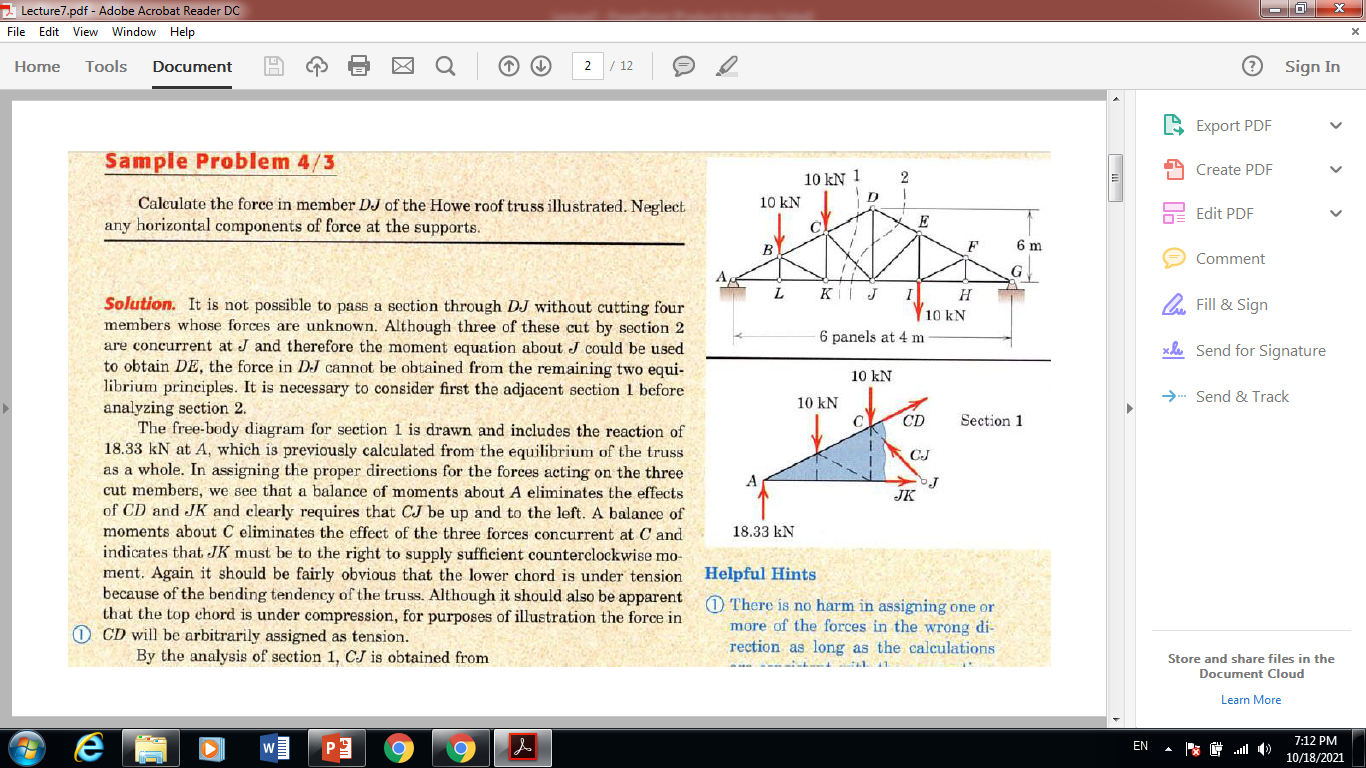 Lecture7.pdf - Adobe Acrobat Reader DC
File Edit View Window Help
Home Tools Document 2 / 12 Sign In
Sample Problem 4/3
Calculate the force in member DJ of the Howe roof truss illustrated. Neglect
any horizontal components of force at the supports.
Solution. It is not possible to pass a section through DJ without cutting four
members whose forces are unknown. Although three of these cut by section 2
are concurrent at J and therefore the moment equation about J could be used
to obtain DE, the force in DJ cannot be obtained from the remaining two equi-
librium principles. It is necessary to consider first the adjacent section 1 before
analyzing section 2.
The free-body diagram for section 1 is drawn and includes the reaction of
18.33 kN at A, which is previously calculated from the equilibrium of the truss
as a whole. In assigning the proper directions for the forces acting on the three
cut members, we see that a balance of moments about A eliminates the effects
of CD and JK and clearly requires that CJ be up and to the left. A balance of
moments about C eliminates the effect of the three forces concurrent at C and
indicates that JK must be to the right to supply sufficient counterclockwise mo-
ment. Again it should be fairly obvious that the lower chord is under tension
because of the bending tendency of the truss. Although it should also be apparent
that the top chord is under compression, for purposes of illustration the force in
① CD will be arbitrarily assigned as tension.
By the analysis of section 1, CJ is obtained from
10 kN 1 2
10 kN D
C E
B F 6 m
A G
L K J I H
10 kN
6 panels at 4 m
10 kN
10 kN
C CD Section 1
CJ
A J
JK
18.33 kN
Helpful Hints
① There is no harm in assigning one or
more of the forces in the wrong di-
rection as long as the calculations
Export PDF
Create PDF
Edit PDF
Comment
Fill & Sign
Send for Signature
Send & Track
Store and share files in the
Document Cloud
Learn More
EN
7:12 PM
10/18/2021